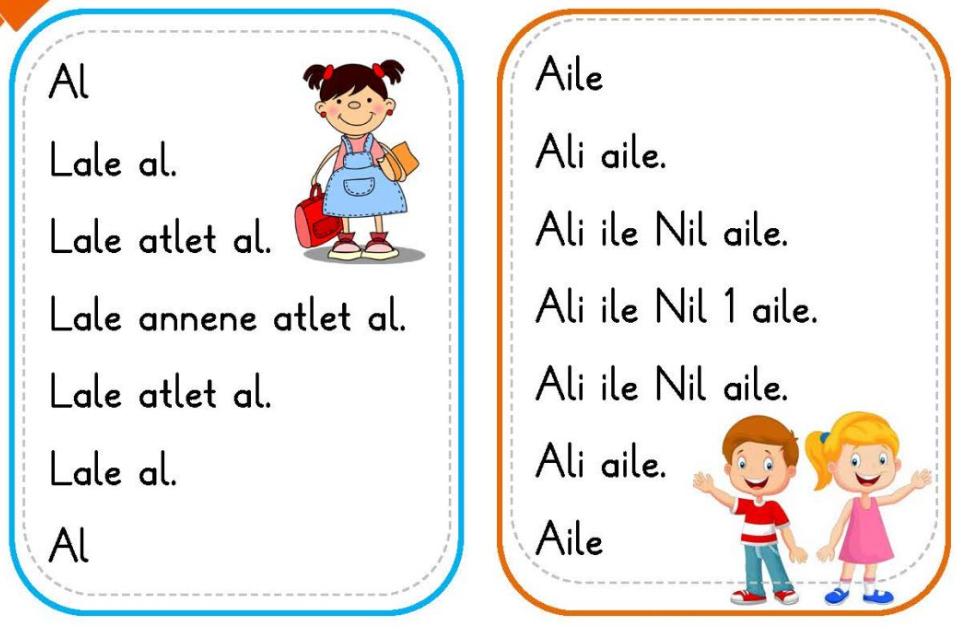 Al
Lale al.
Lale atlet al.
Lale annene atlet al.
Lale atlet al.
Lale al.
Al
Aile
Ali aile.
Ali ile Nil aile.
Ali ile Nil 1 aile.
Ali ile Nil aile.
Ali aile.
Aile